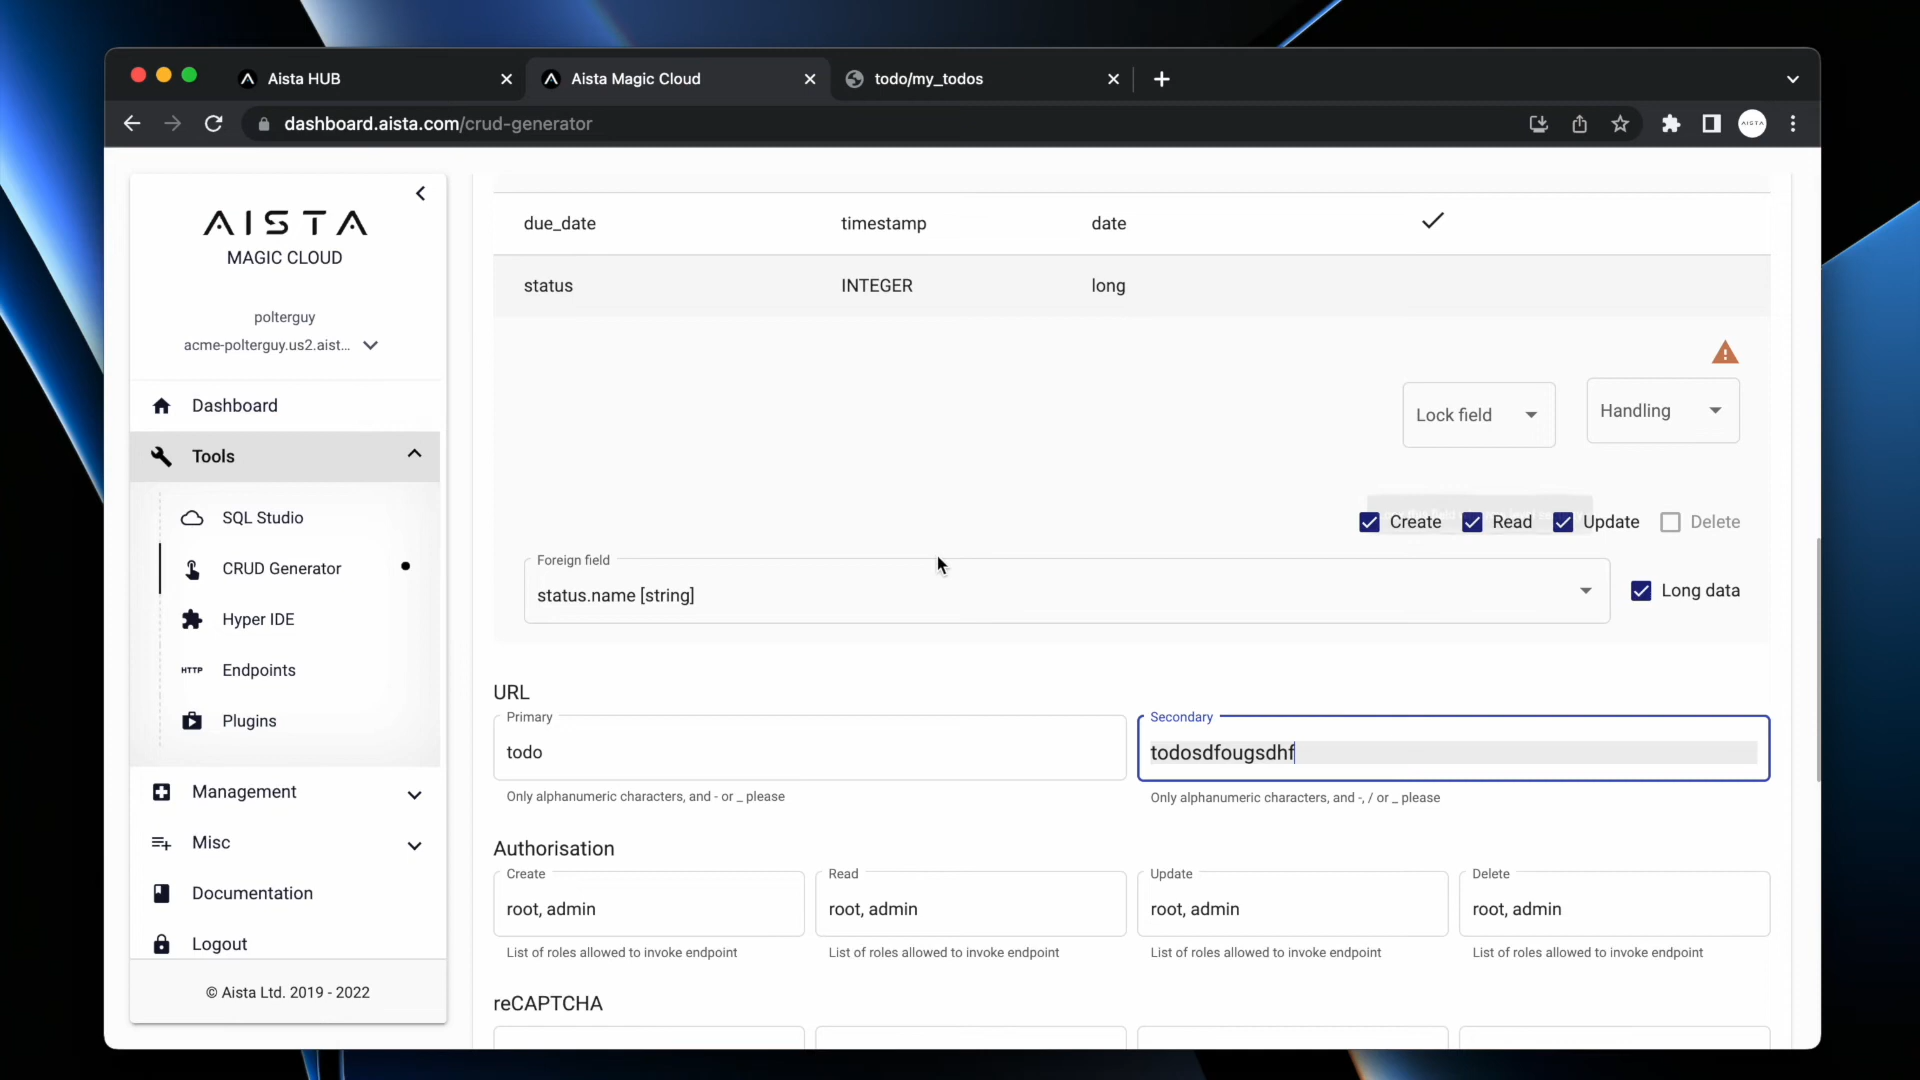 Aista HUB
Aista Magic Cloud
todo/my_todos
dashboard.aista.com/crud-generator
AISTA
AISTA
MAGIC CLOUD
polterguy
acme-polterguy.us2.aist...
Dashboard
Tools
SQL Studio
CRUD Generator
Hyper IDE
HTTP
Endpoints
Plugins
Management
Misc
Documentation
Logout
© Aista Ltd. 2019 - 2022
due_date timestamp date
status INTEGER long
Lock field
Handling
Create Read Update Delete
Foreign field
status.name [string]
Long data
URL
Primary
todo
Only alphanumeric characters, and - or _ please
Secondary
todosdfougsdhf
Only alphanumeric characters, and -, / or _ please
Authorisation
Create
root, admin
List of roles allowed to invoke endpoint
Read
root, admin
List of roles allowed to invoke endpoint
Update
root, admin
List of roles allowed to invoke endpoint
Delete
root, admin
List of roles allowed to invoke endpoint
reCAPTCHA